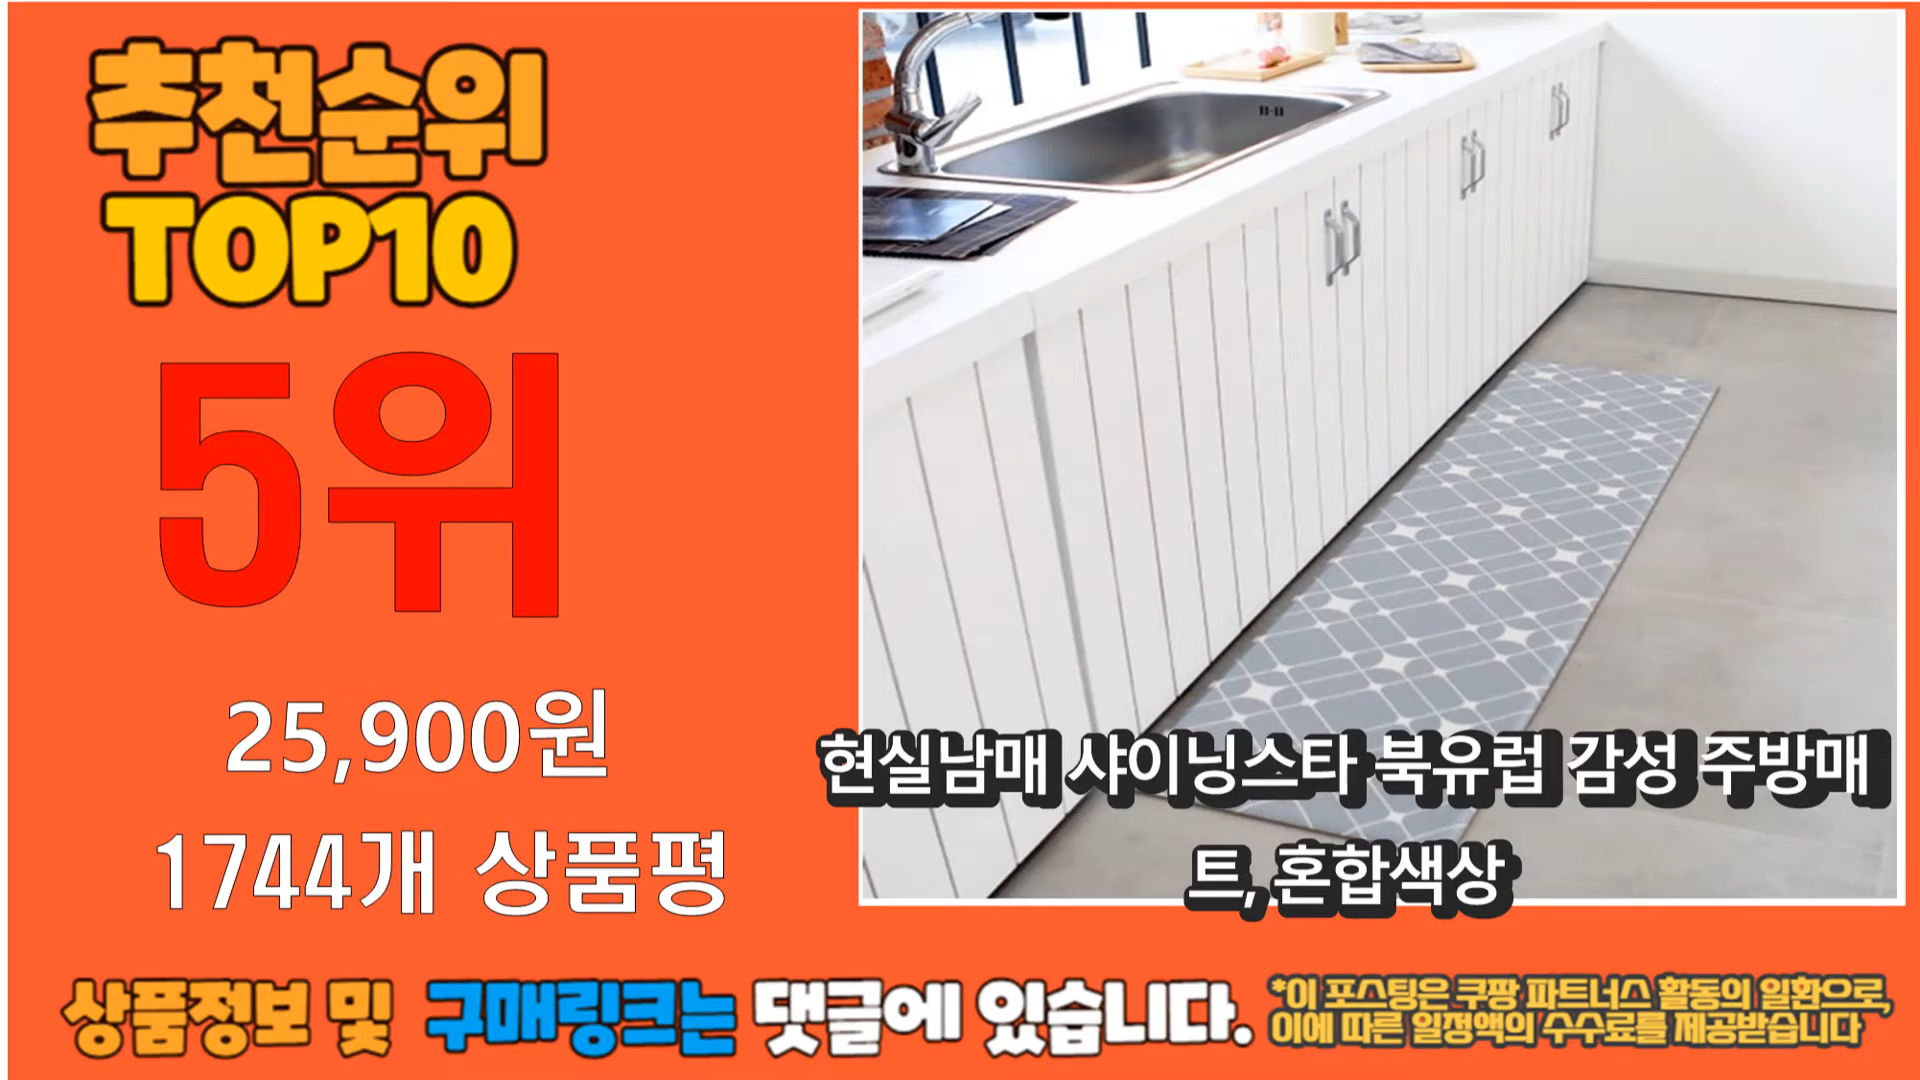 추천순위
TOP10
5위
25,900원
1744개 상품평
현실남매 샤이닝스타 북유럽 감성 주방매
트, 혼합색상
상품정보 및 구매링크는 댓글에 있습니다.
*이 포스팅은 쿠팡 파트너스 활동의 일환으로,
이에 따른 일정액의 수수료를 제공받습니다